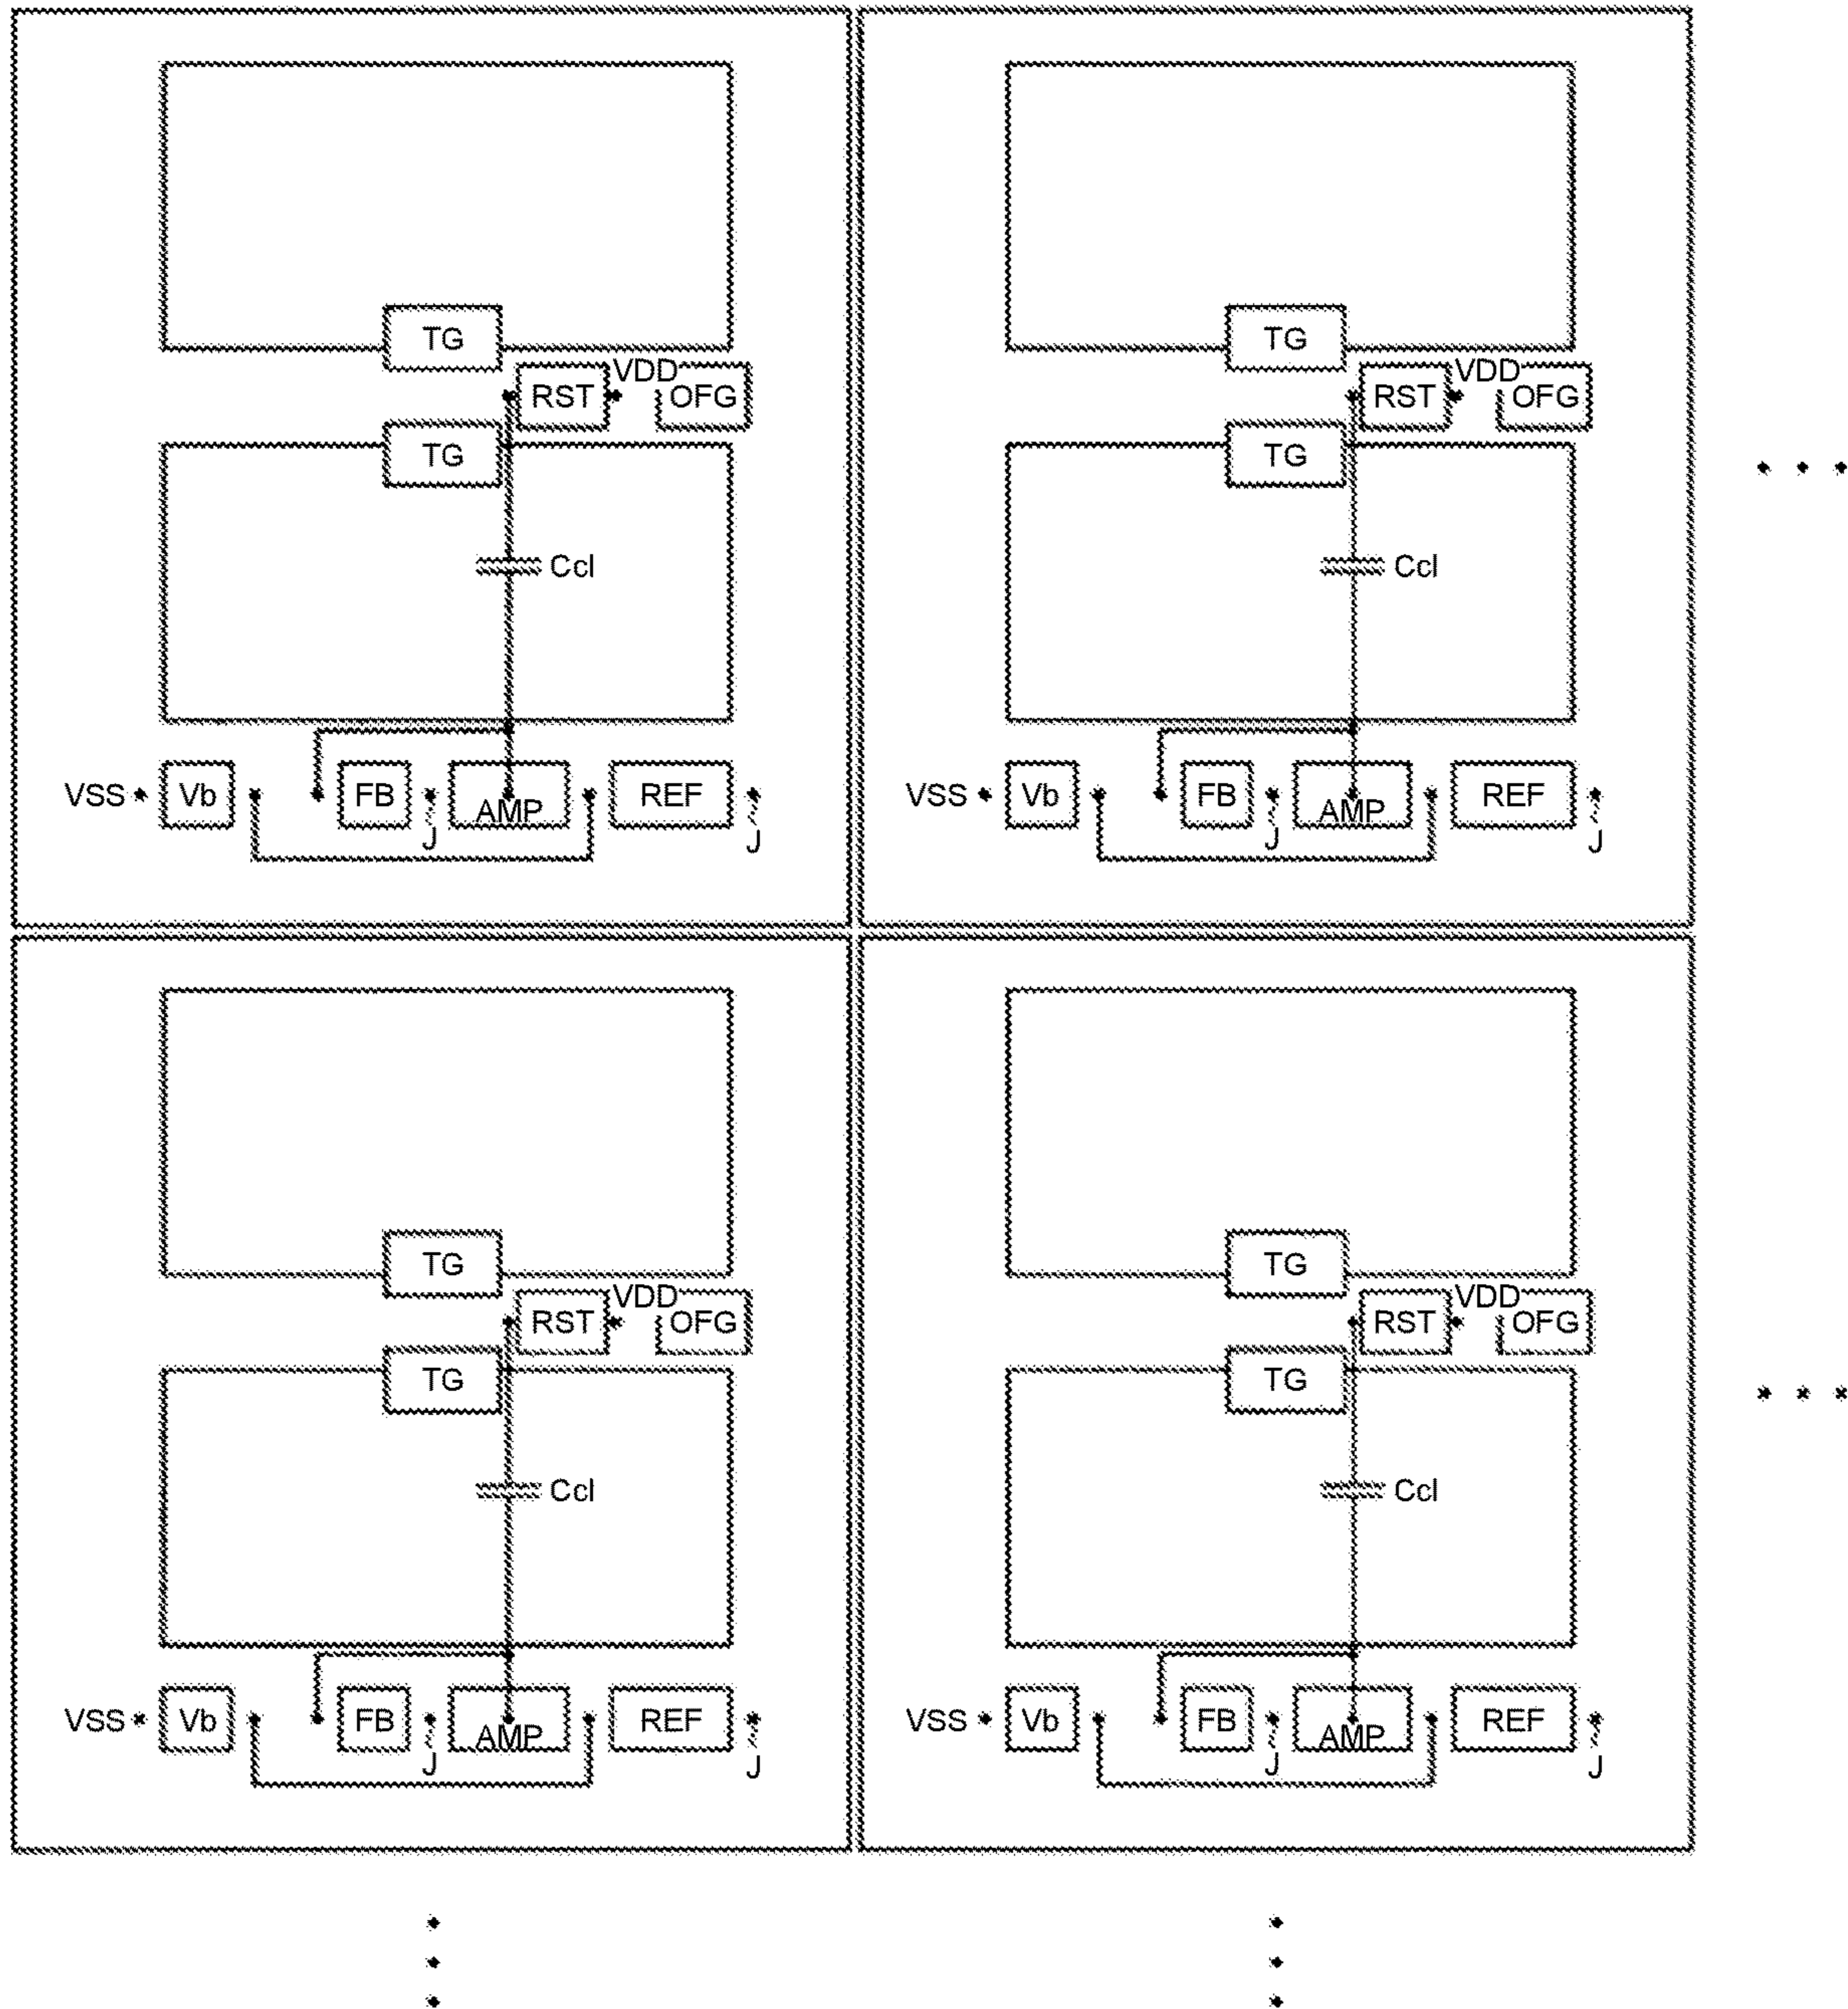 TG TG
VDD VDD
RST OFG RST OFG
TG TG
Ccl Ccl
VSS Vb FB AMP REF VSS Vb FB AMP REF
J J J J
TG TG
VDD VDD
RST OFG RST OFG
TG TG
Ccl Ccl
VSS Vb FB AMP REF VSS Vb FB AMP REF
J J J J